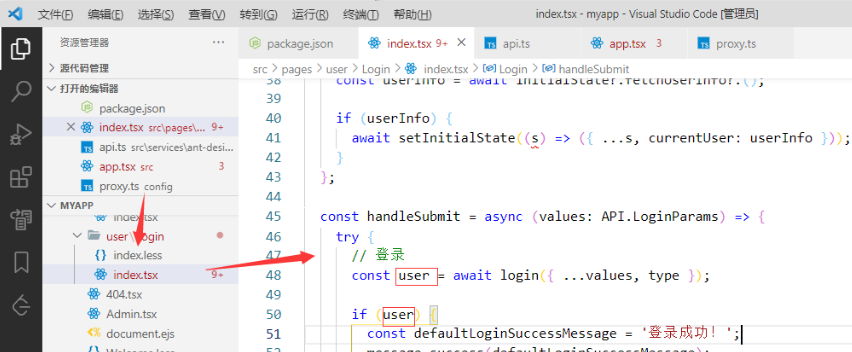 文件(F) 编辑(E) 选择(S) 查看(V) 转到(G) 运行(R) 终端(T) 帮助(H) index.tsx - myapp - Visual Studio Code [管理员]
资源管理器 ···
源代码管理
打开的编辑器
package.json
index.tsx src\pages\... 9+
api.ts src\services\ant-desi...
app.tsx src 3
proxy.ts config
MYAPP
index.tsx
user\login
index.less
index.tsx 9+
404.tsx
Admin.tsx
document.ejs
Welcome.less
package.json index.tsx 9+ api.ts app.tsx 3 proxy.ts
src > pages > user > Login > index.tsx > Login > handleSubmit
38 const userInfo = await initialState?.fetchUserInfo?.();
39
40 if (userInfo) {
41 await setInitialState((s) => ({ ...s, currentUser: userInfo }));
42 }
43 };
44
45 const handleSubmit = async (values: API.LoginParams) => {
46 try {
47 // 登录
48 const user = await login({ ...values, type });
49
50 if (user) {
51 const defaultLoginSuccessMessage = '登录成功！';
52 message.success(defaultLoginSuccessMessage);